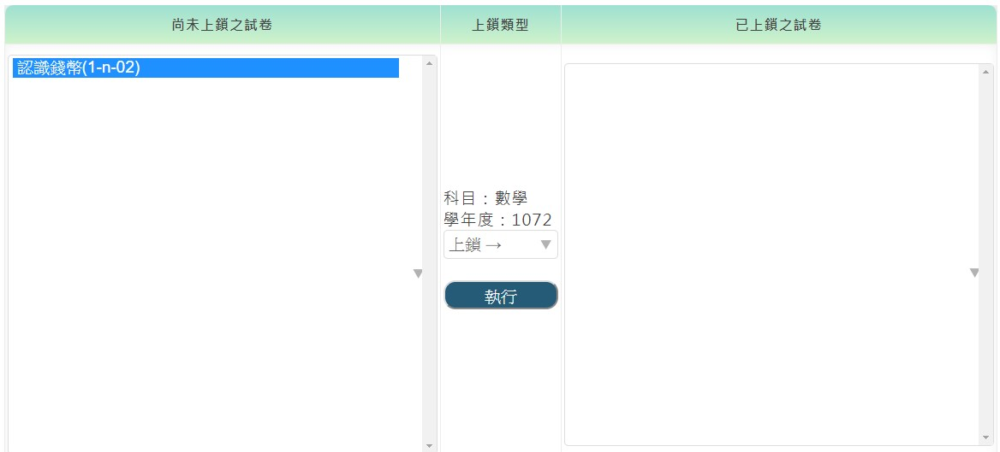 尚未上鎖之試卷
上鎖類型
已上鎖之試卷
認識錢幣(1-n-02)
科目：數學
學年度：1072
上鎖 →
執行